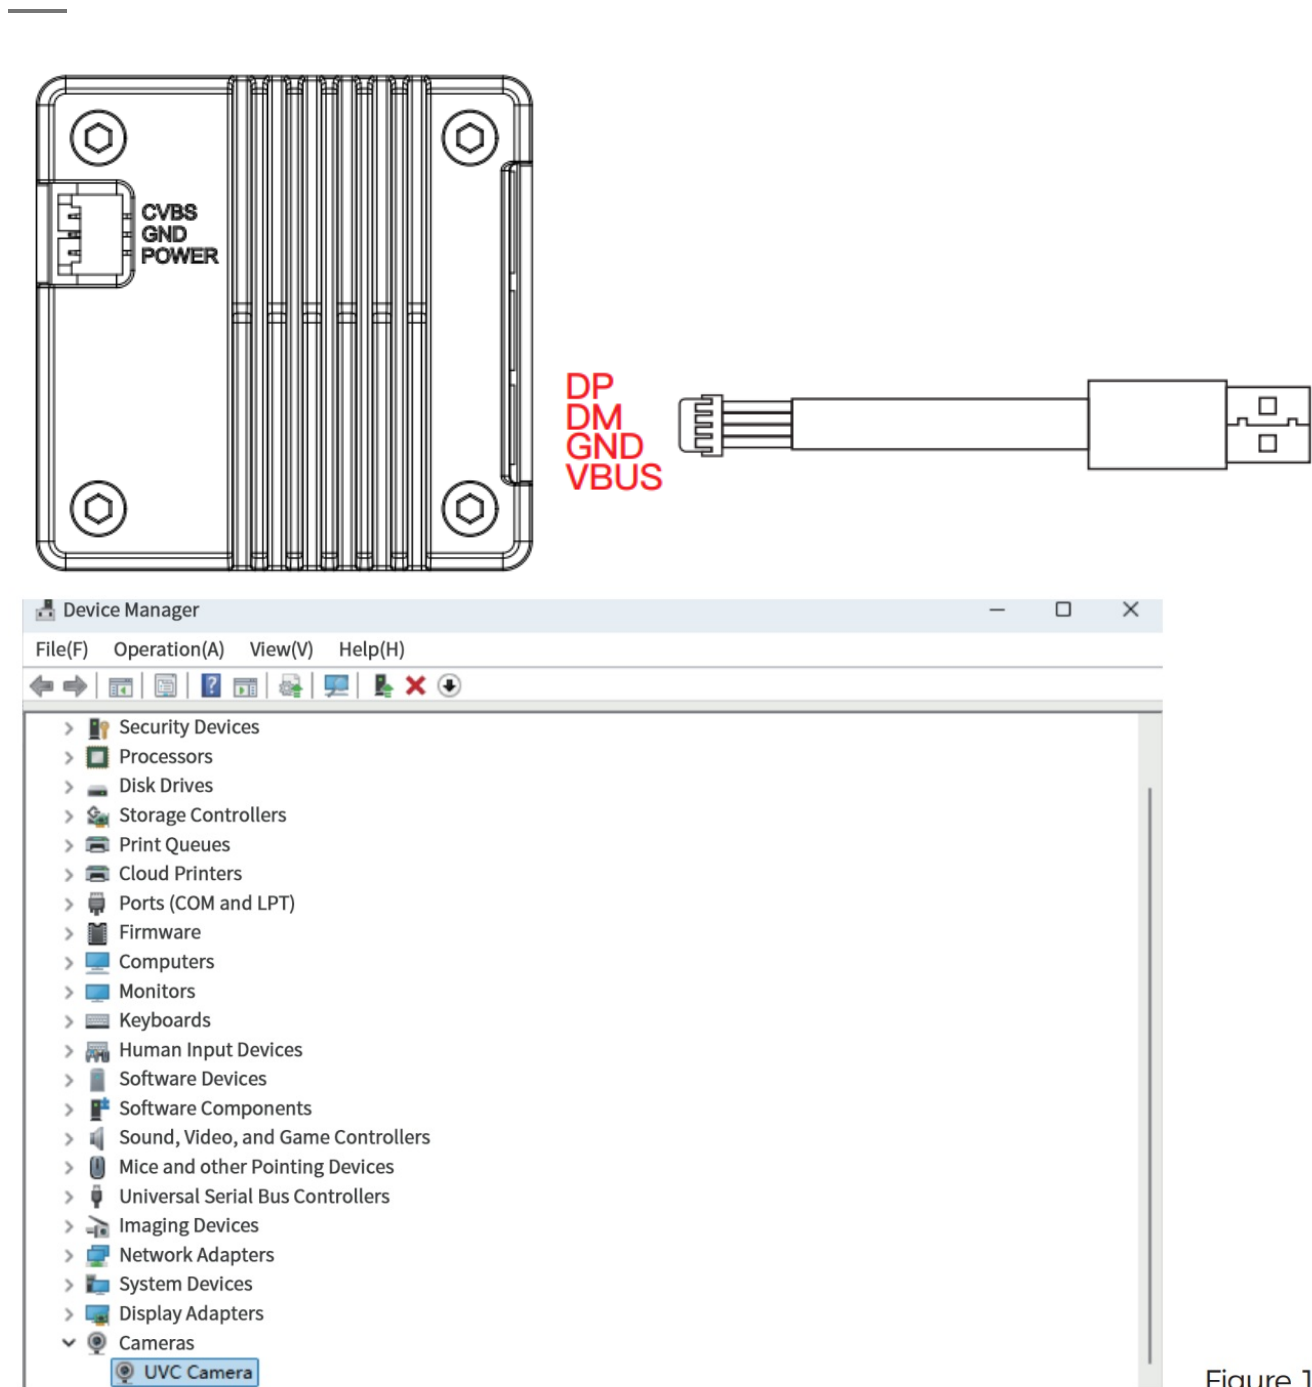 CVBS
GND
POWER
DP
DM
GND
VBUS
Device Manager
File(F) Operation(A) View(V) Help(H)
Security Devices
Processors
Disk Drives
Storage Controllers
Print Queues
Cloud Printers
Ports (COM and LPT)
Firmware
Computers
Monitors
Keyboards
Human Input Devices
Software Devices
Software Components
Sound, Video, and Game Controllers
Mice and other Pointing Devices
Universal Serial Bus Controllers
Imaging Devices
Network Adapters
System Devices
Display Adapters
Cameras
UVC Camera
Figure 1